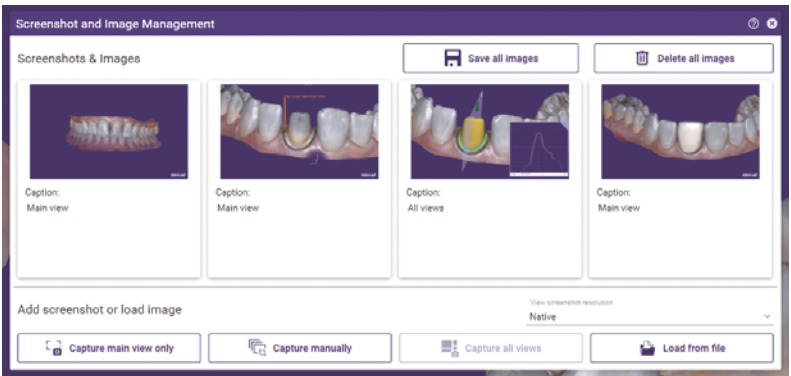 Screenshot and Image Management
Screenshots & Images
Save all images
Delete all images
Caption:
Main view
Caption:
Main view
Caption:
All views
Caption:
Main view
Add screenshot or load image
View screenshot resolution
Native
Capture main view only
Capture manually
Capture all views
Load from file